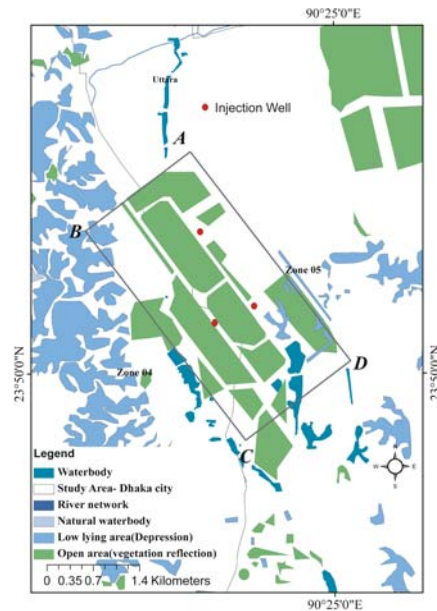 90°25'0"E
Uttara
Injection Well
A
B
Zone 05
D
23°50'0"N
23°50'0"N
Zone 04
C
Legend
Waterbody
Study Area- Dhaka city
River network
Natural waterbody
Low lying area(Depression)
Open area(vegetation reflection)
N
W E
S
0 0.35 0.7 1.4 Kilometers
90°25'0"E